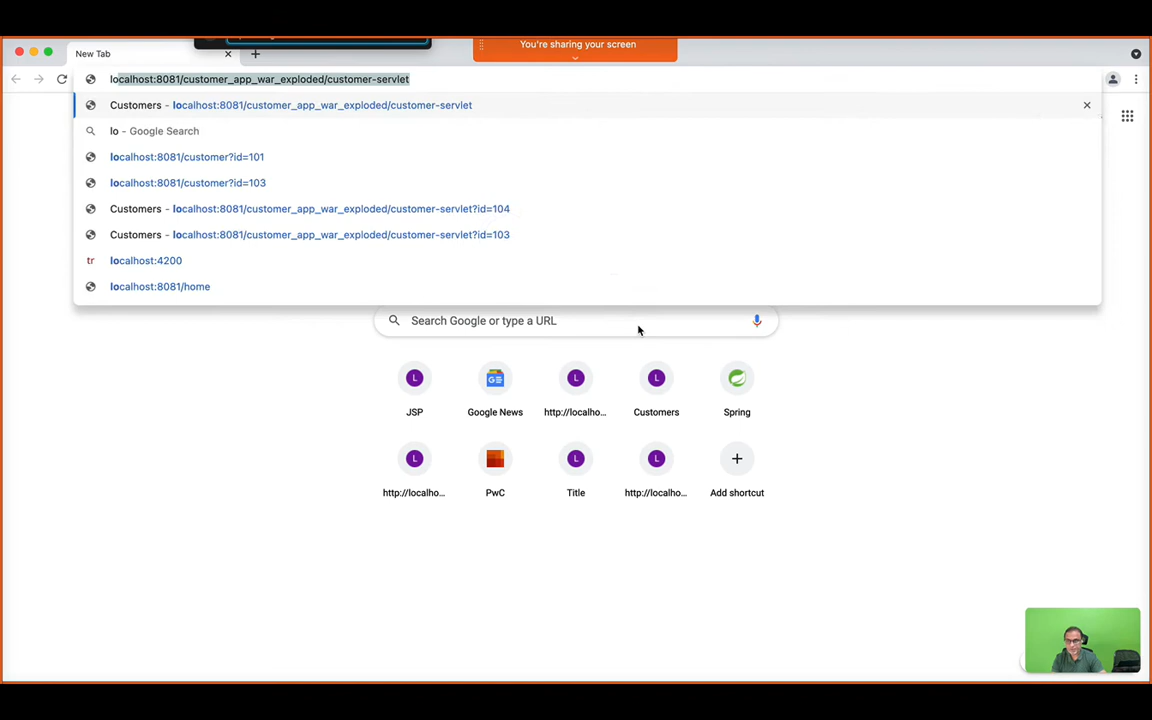 You're sharing your screen
New Tab
localhost:8081/customer_app_war_exploded/customer-servlet
Customers - localhost:8081/customer_app_war_exploded/customer-servlet
lo - Google Search
localhost:8081/customer?id=101
localhost:8081/customer?id=103
Customers - localhost:8081/customer_app_war_exploded/customer-servlet?id=104
Customers - localhost:8081/customer_app_war_exploded/customer-servlet?id=103
tr localhost:4200
localhost:8081/home
Search Google or type a URL
L L L
JSP Google News http://localho... Customers Spring
L L L
http://localho... PwC Title http://localho... Add shortcut